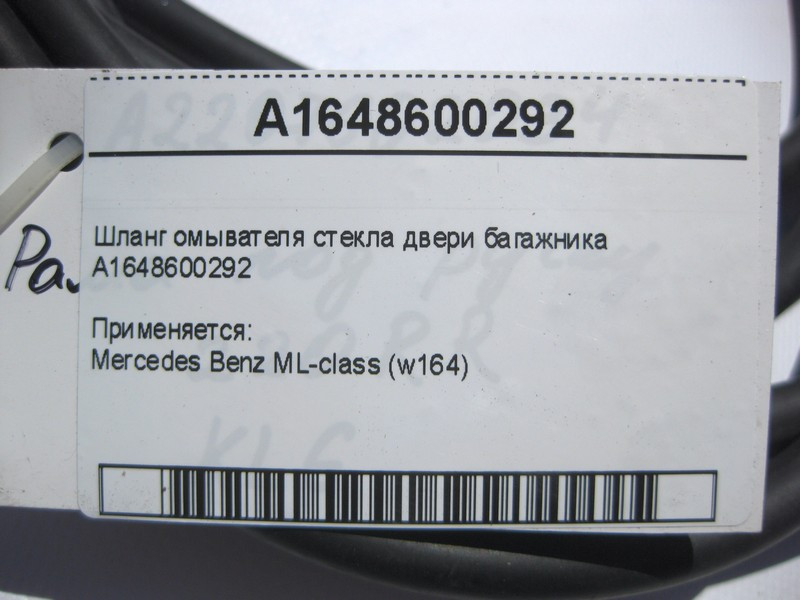 A1648600292
Шланг омывателя стекла двери багажника
A1648600292
Применяется:
Mercedes Benz ML-class (w164)